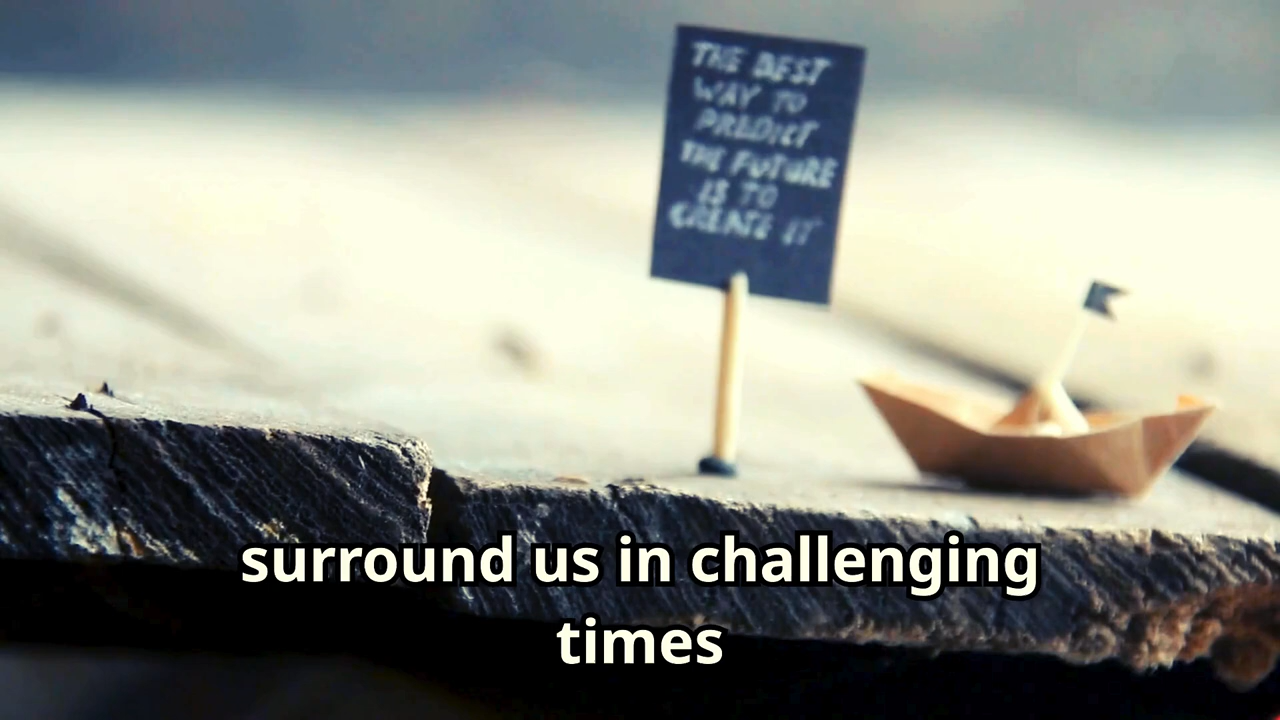 THE BEST
WAY TO
PREDICT
THE FUTURE
IS TO
CREATE IT
surround us in challenging
times